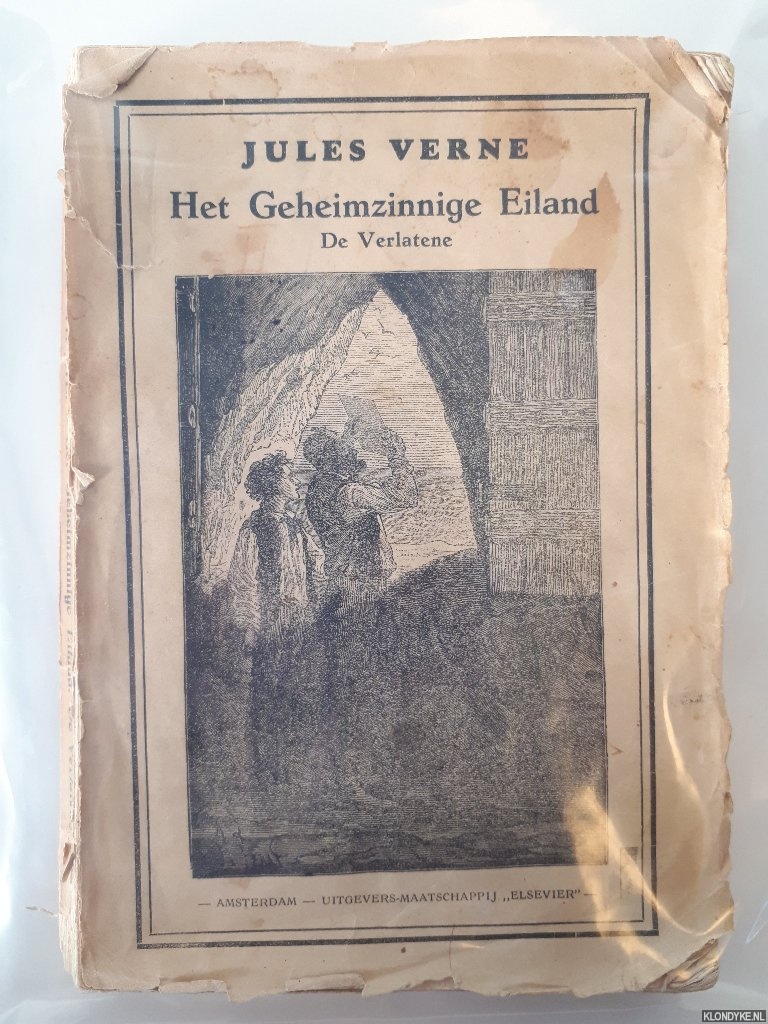 JULES VERNE
Het Geheimzinnige Eiland
De Verlatene
— AMSTERDAM — UITGEVERS-MAATSCHAPPIJ „ELSEVIER” —
KLONDYKE.NL